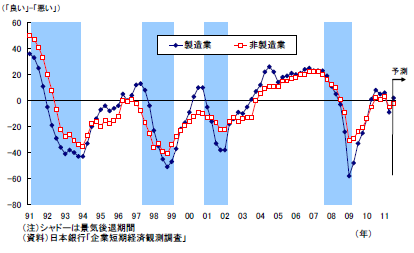 (「良い」-「悪い」)
60
40
20
0
−20
−40
−60
−80
製造業 非製造業
予測
91 92 93 94 95 96 97 98 99 00 01 02 03 04 05 06 07 08 09 10 11
(年)
(注)シャドーは景気後退期間
(資料)日本銀行「企業短期経済観測調査」